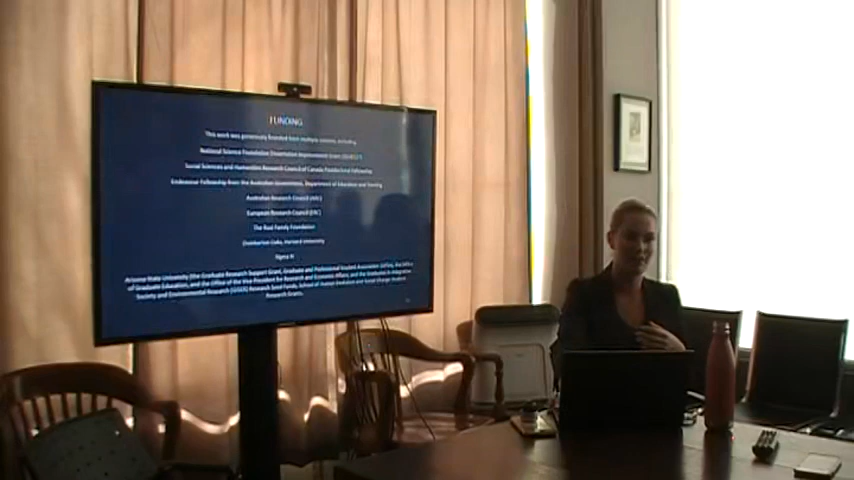 FUNDING
This work was generously funded from multiple sources, including
National Science Foundation Dissertation Improvement Grant
Social Sciences and Humanities Research Council of Canada Postdoctoral Fellowship
Endeavour Fellowship from the Australian Government, Department of Education and Training
Australian Research Council (ARC)
European Research Council (ERC)
The Rust Family Foundation
Dumbarton Oaks, Harvard University
Sigma Xi
Arizona State University (the Graduate Research Support Grant, Graduate and Professional Student Association
of Graduate Education, and the Office of the Vice President for Research and Economic Affairs, and the Graduates in Integrative
Society and Environmental Research (GISER) Research Seed Funds, School of Human Evolution and Social Change Student
Research Grants.